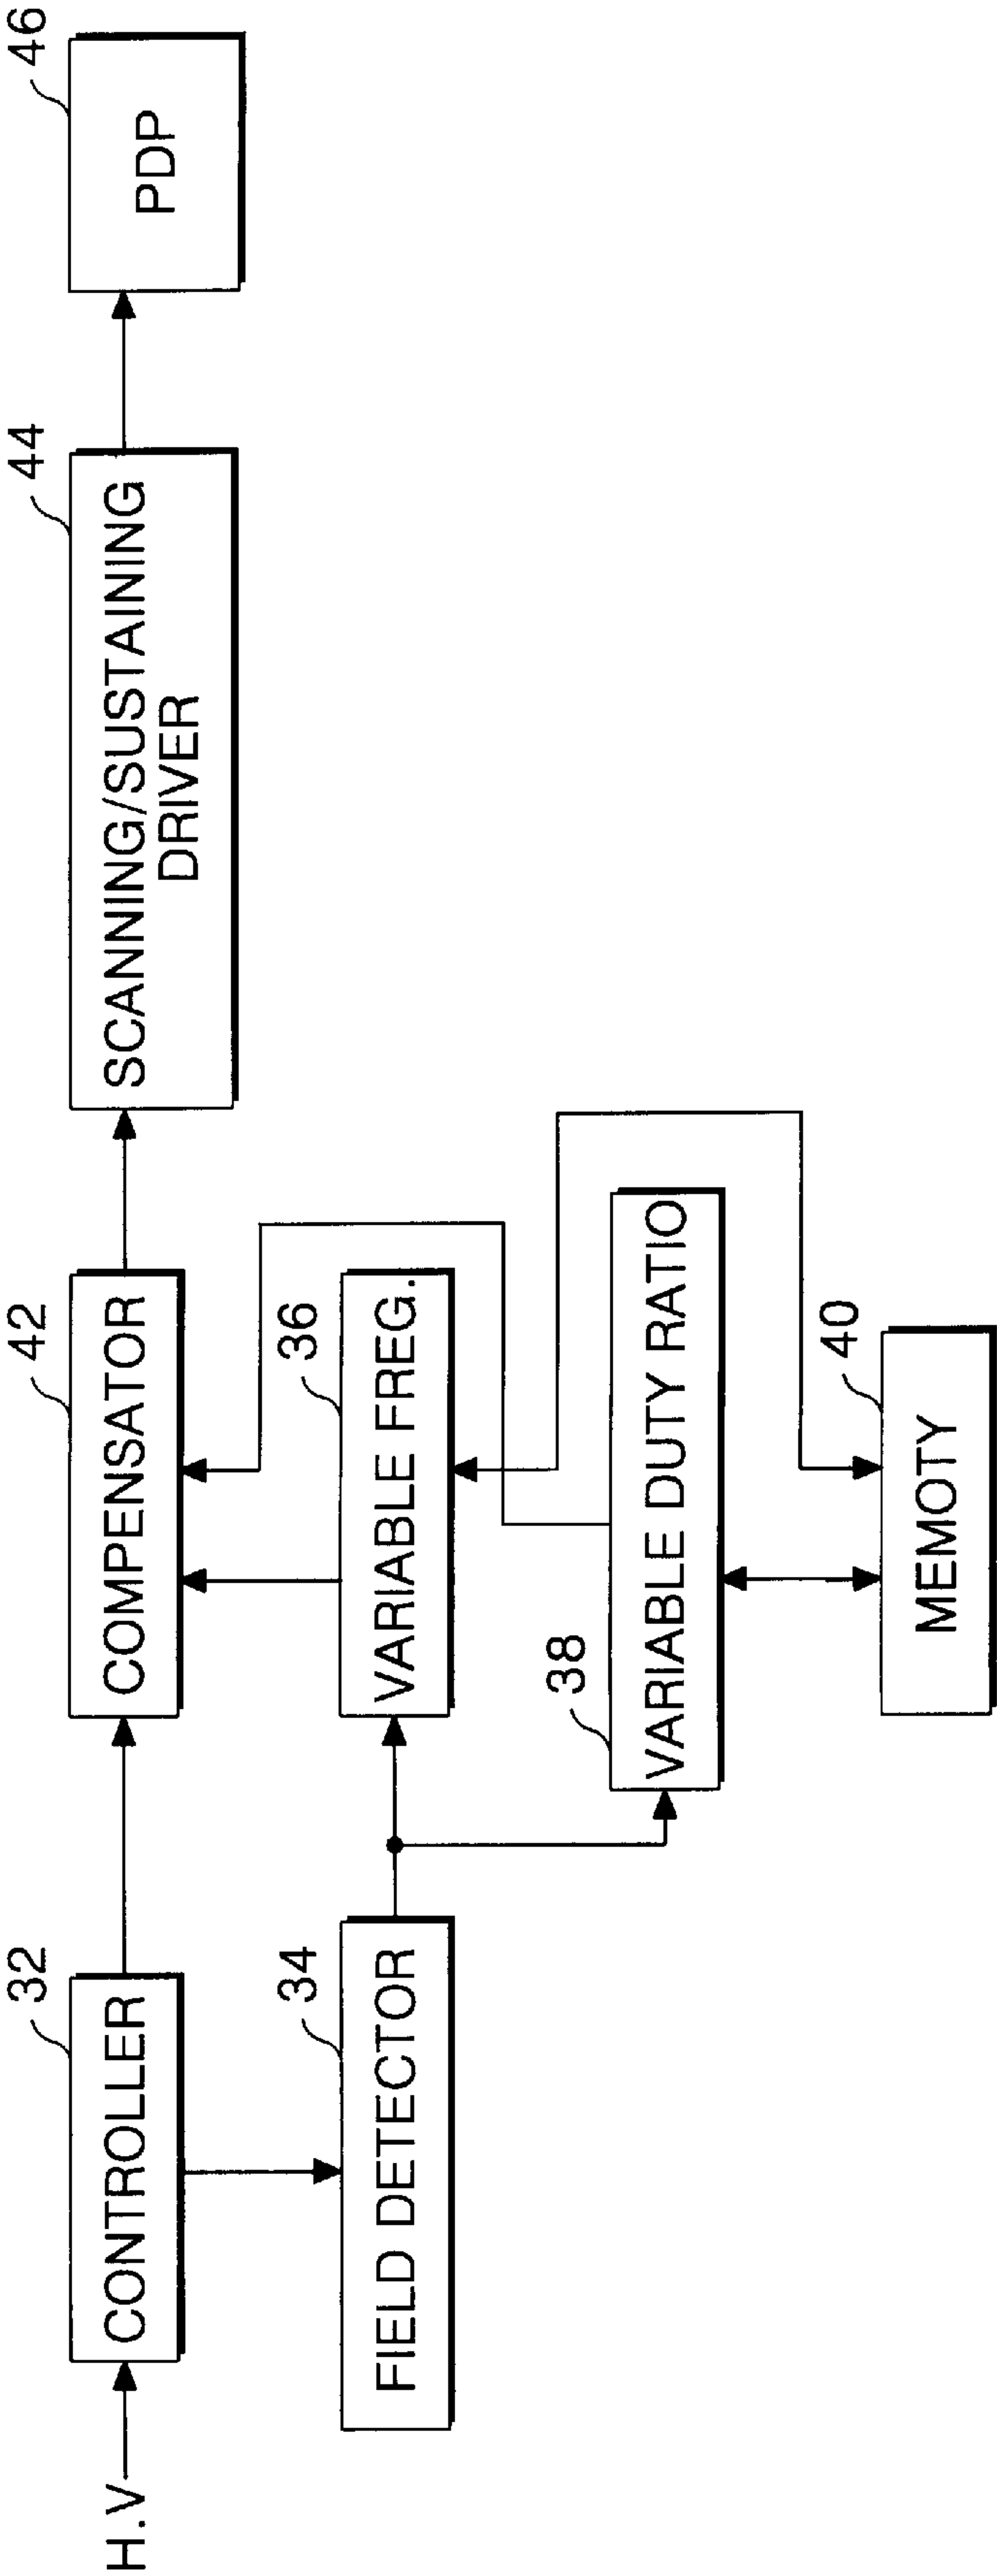 H.V
32
CONTROLLER
42
COMPENSATOR
44
SCANNING/SUSTAINING
DRIVER
46
PDP
34
FIELD DETECTOR
36
VARIABLE FREG.
38
VARIABLE DUTY RATIO
40
MEMOTY